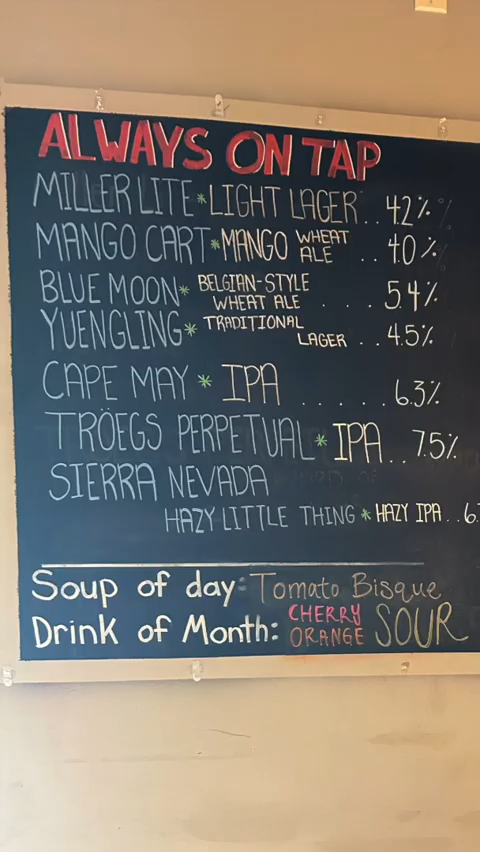 ALWAYS ON TAP
MILLER LITE * LIGHT LAGER . . 4.2%
MANGO CART * MANGO WHEAT ALE . . 4.0%
BLUE MOON * BELGIAN-STYLE WHEAT ALE . . . . 5.4%
YUENGLING * TRADITIONAL LAGER . . . 4.5%
CAPE MAY * IPA . . . . . . 6.3%
TRÖEGS PERPETUAL * IPA . . 7.5%
SIERRA NEVADA
HAZY LITTLE THING * HAZY IPA . . 6.
Soup of day: Tomato Bisque
Drink of Month: CHERRY ORANGE SOUR